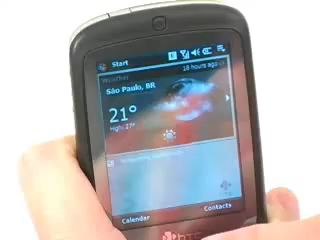 Start
Weather
18 hours ago
São Paulo, BR
21°
High: 27°
Calendar
Contacts
hTC